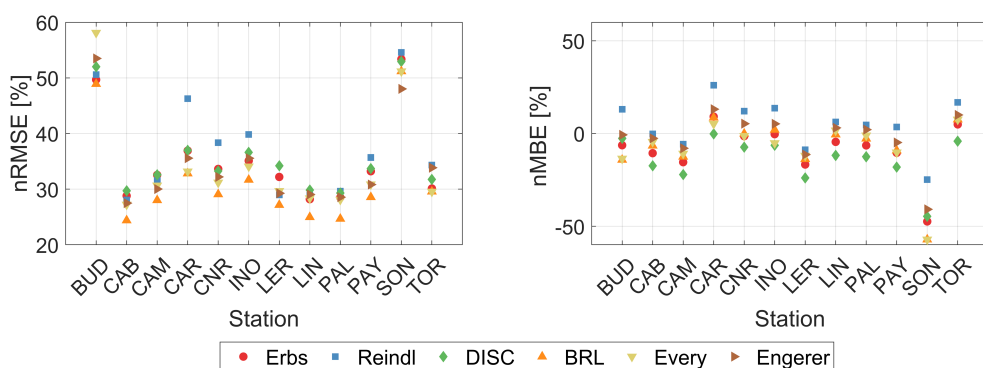 60
50
40
30
20
nRMSE [%]
BUD
CAB
CAM
CAR
CNR
INO
LER
LIN
PAL
PAY
SON
TOR
Station
50
0
-50
nMBE [%]
BUD
CAB
CAM
CAR
CNR
INO
LER
LIN
PAL
PAY
SON
TOR
Station
Erbs Reindl DISC BRL Every Engerer